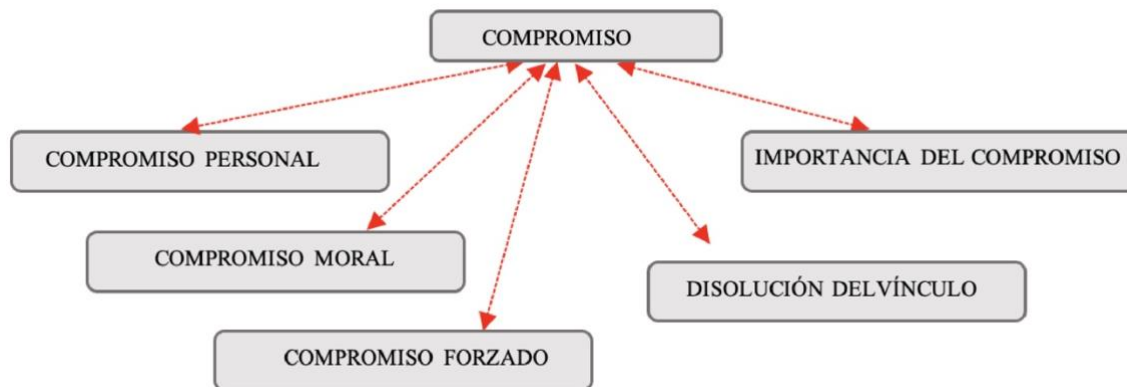 COMPROMISO
COMPROMISO PERSONAL
IMPORTANCIA DEL COMPROMISO
COMPROMISO MORAL
DISOLUCIÓN DELVÍNCULO
COMPROMISO FORZADO